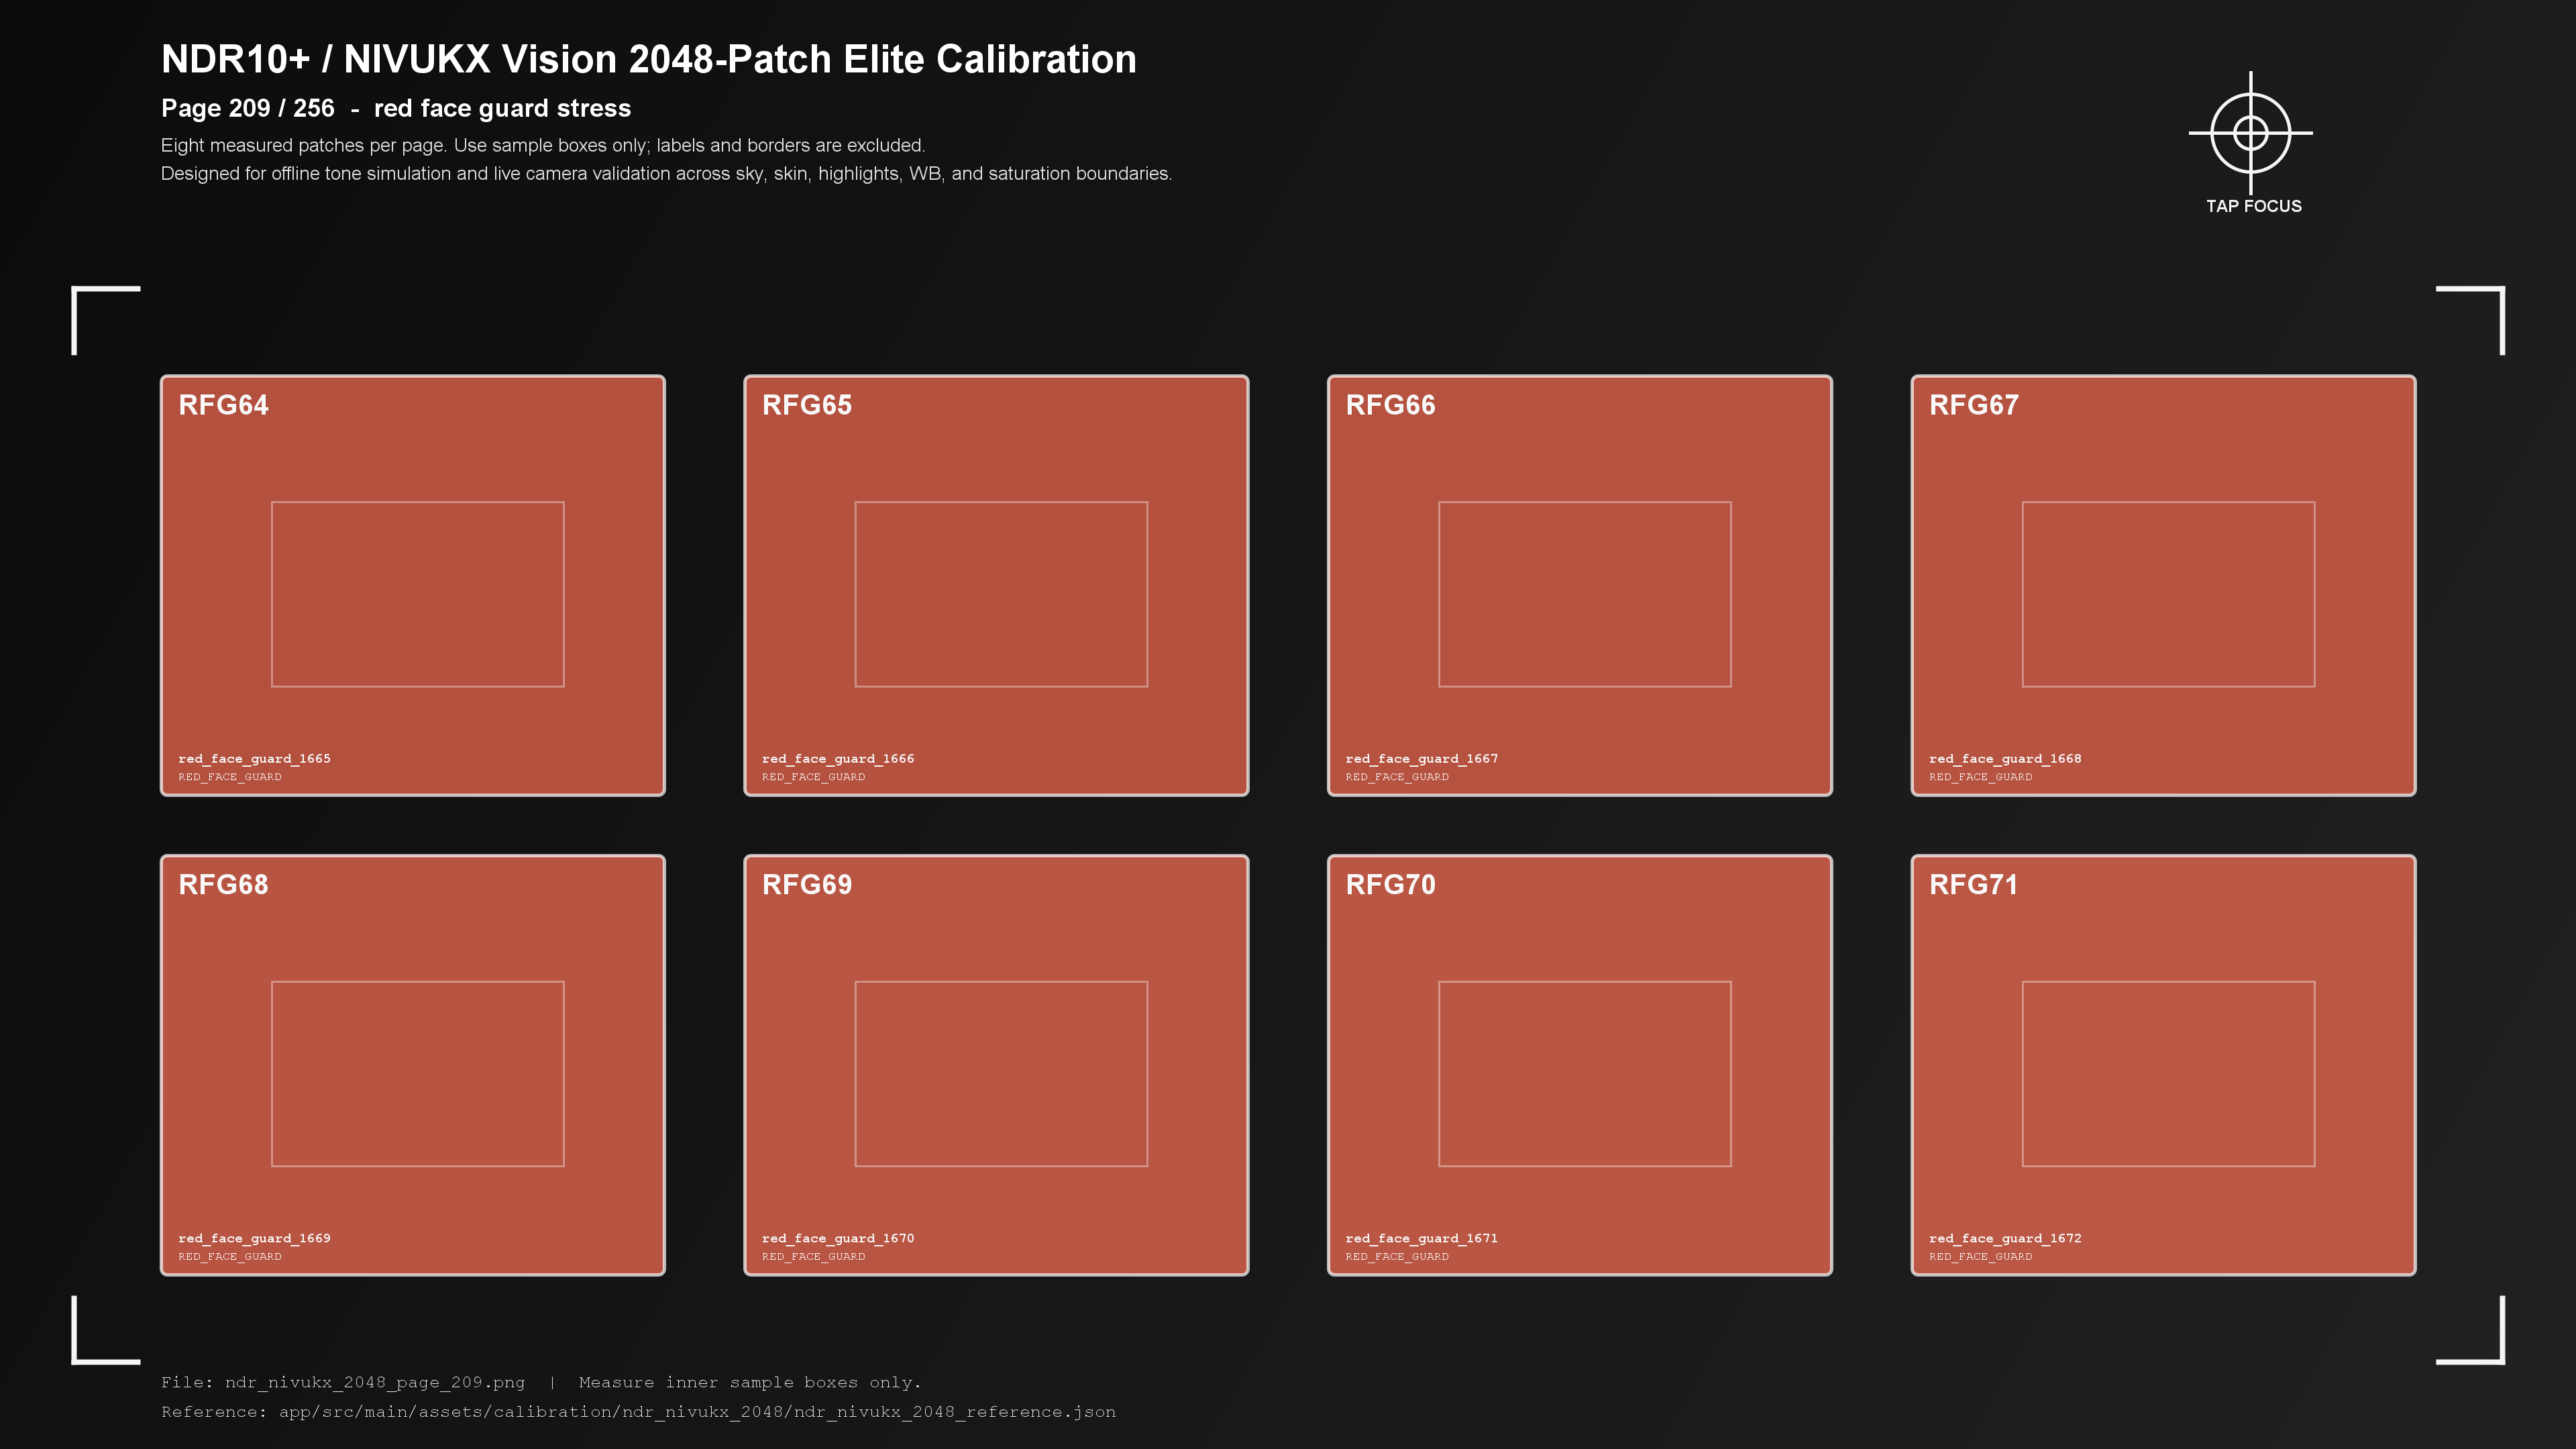 NDR10+ / NIVUKX Vision 2048-Patch Elite Calibration
Page 209 / 256 - red face guard stress
Eight measured patches per page. Use sample boxes only; labels and borders are excluded.
Designed for offline tone simulation and live camera validation across sky, skin, highlights, WB, and saturation boundaries.
TAP FOCUS
RFG64
red_face_guard_1665
RED_FACE_GUARD
RFG65
red_face_guard_1666
RED_FACE_GUARD
RFG66
red_face_guard_1667
RED_FACE_GUARD
RFG67
red_face_guard_1668
RED_FACE_GUARD
RFG68
red_face_guard_1669
RED_FACE_GUARD
RFG69
red_face_guard_1670
RED_FACE_GUARD
RFG70
red_face_guard_1671
RED_FACE_GUARD
RFG71
red_face_guard_1672
RED_FACE_GUARD
File: ndr_nivukx_2048_page_209.png | Measure inner sample boxes only.
Reference: app/src/main/assets/calibration/ndr_nivukx_2048/ndr_nivukx_2048_reference.json